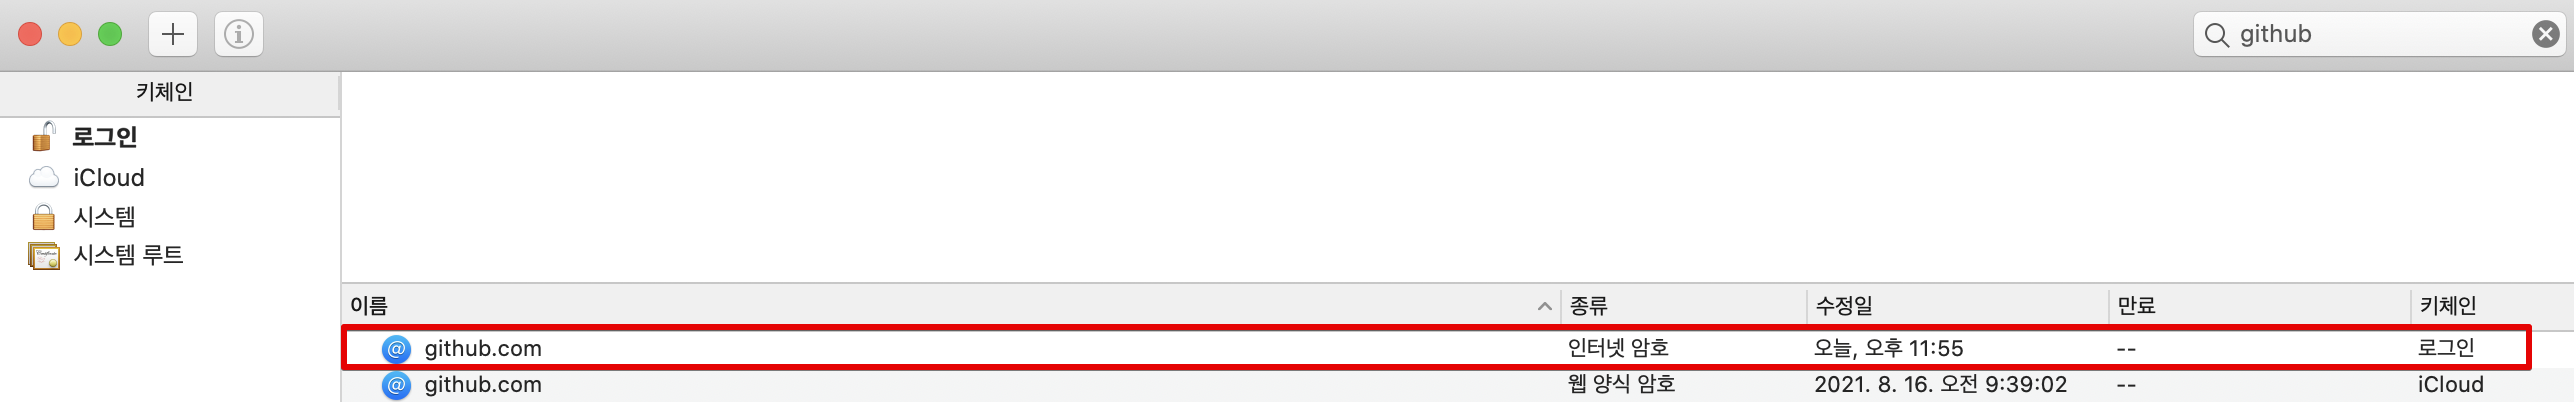 github
키체인
로그인
iCloud
시스템
시스템 루트
이름 종류 수정일 만료 키체인
github.com 인터넷 암호 오늘, 오후 11:55 -- 로그인
github.com 웹 양식 암호 2021. 8. 16. 오전 9:39:02 -- iCloud